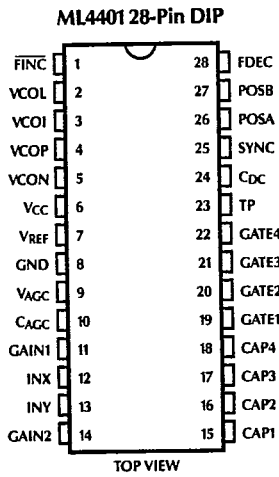 ML4401 28-Pin DIP
FINC 1 28 FDEC
VCOL 2 27 POSB
VCOI 3 26 POSA
VCOP 4 25 SYNC
VCON 5 24 CDC
VCC 6 23 TP
VREF 7 22 GATE4
GND 8 21 GATE3
VAGC 9 20 GATE2
CAGC 10 19 GATE1
GAIN1 11 18 CAP4
INX 12 17 CAP3
INY 13 16 CAP2
GAIN2 14 15 CAP1
TOP VIEW